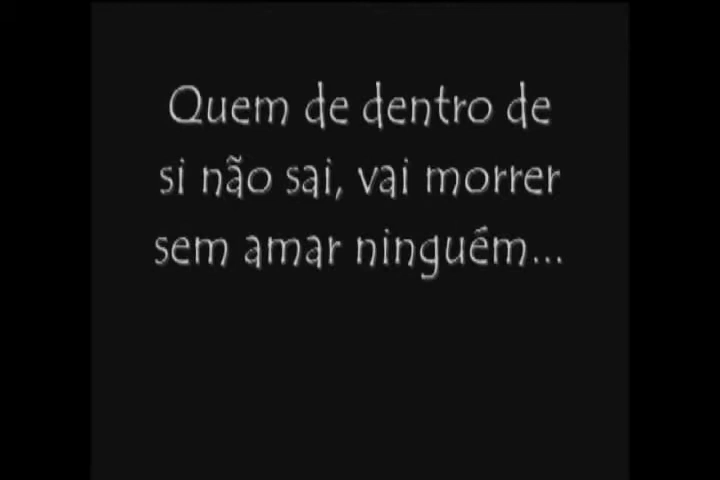 Quem de dentro de
si não sai, vai morrer
sem amar ninguém...